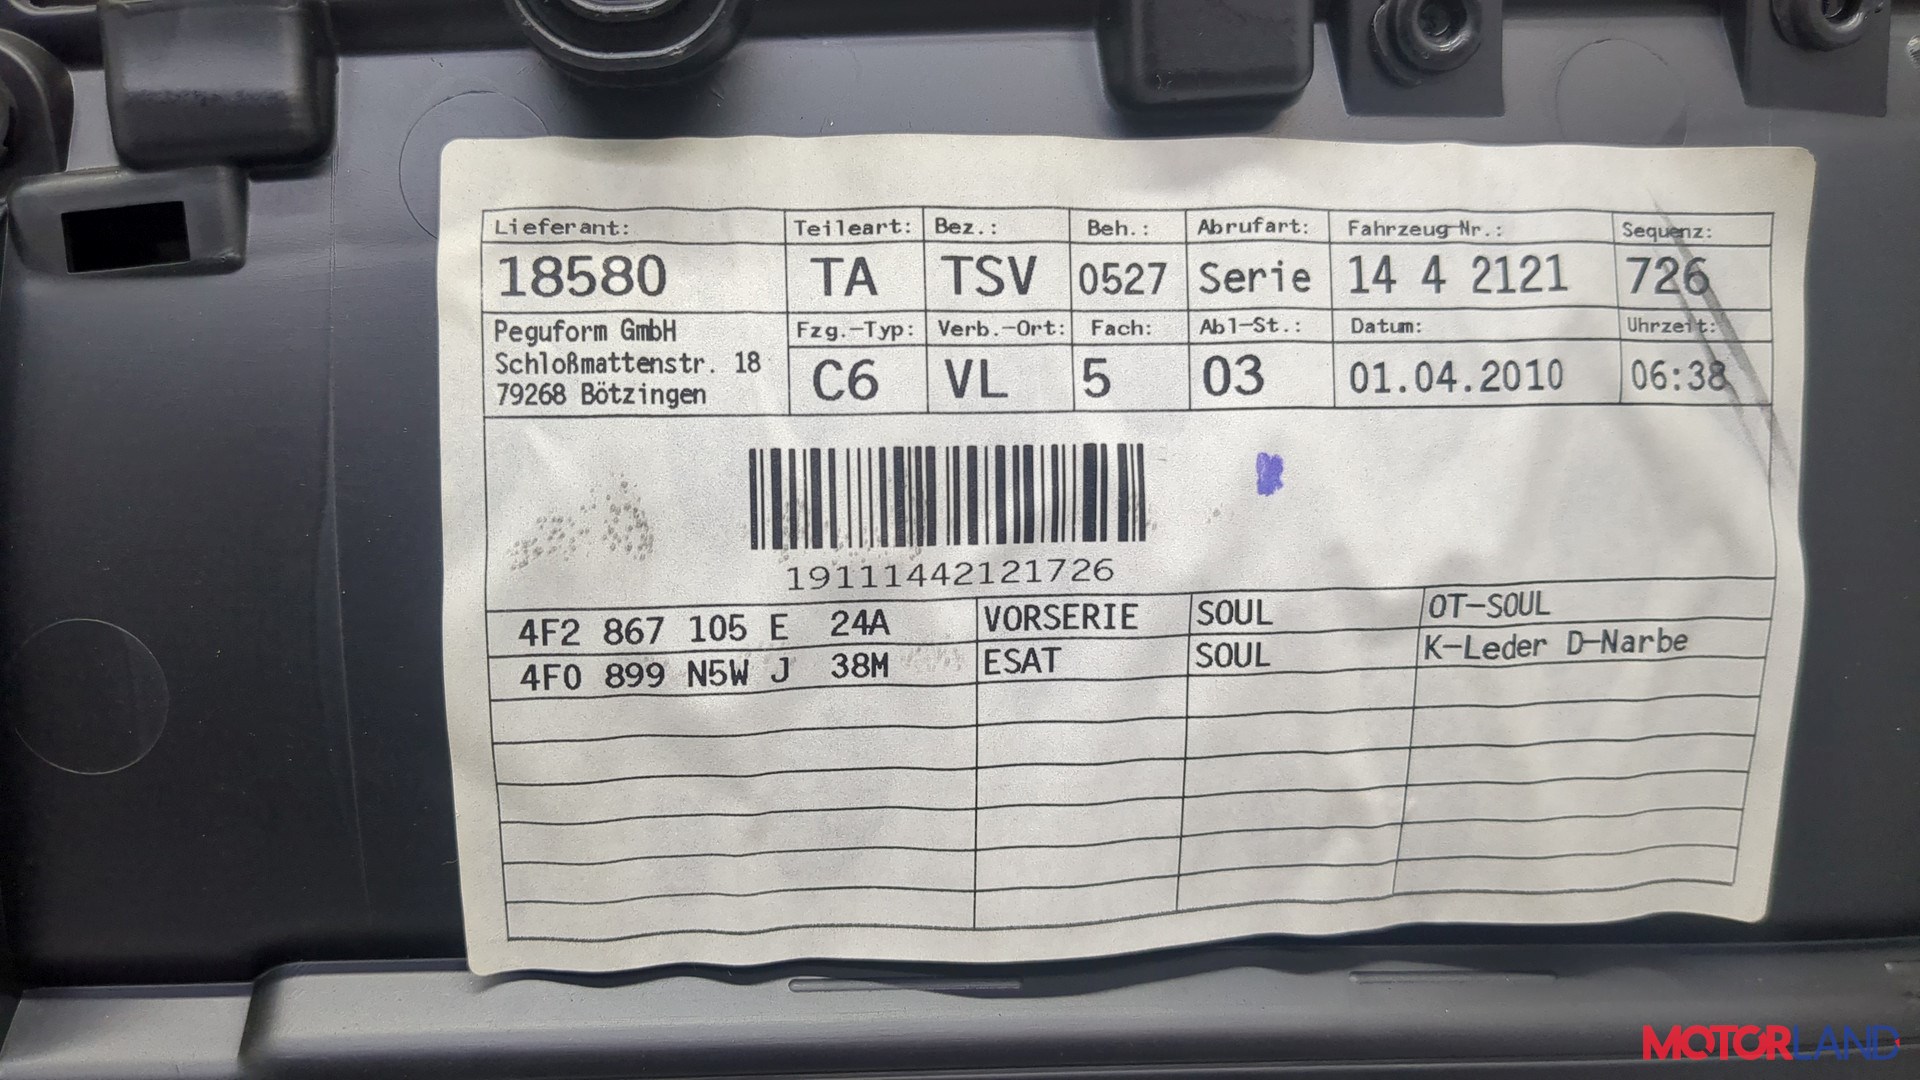 Lieferant: Teileart: Bez.: Beh.: Abrufart: Fahrzeug-Nr.: Sequenz:
18580 TA TSV 0527 Serie 14 4 2121 726
Peguform GmbH Fzg.-Typ: Verb.-Ort: Fach: Abl-St.: Datum: Uhrzeit:
Schloßmattenstr. 18 C6 VL 5 03 01.04.2010 06:38
79268 Bötzingen
19111442121726
4F2 867 105 E 24A VORSERIE SOUL OT-SOUL
4F0 899 N5W J 38M ESAT SOUL K-Leder D-Narbe
MOTORLAND